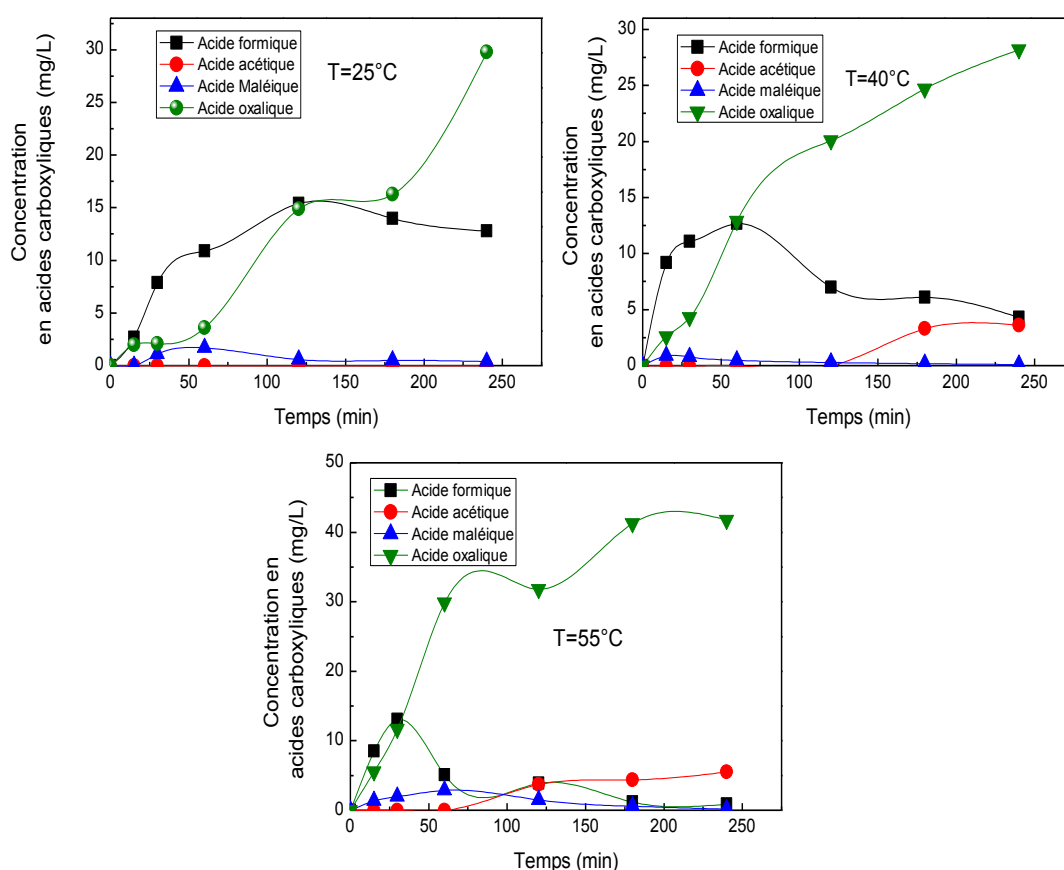 Concentration
en acides carboxyliques (mg/L)
30
25
20
15
10
5
0
Acide formique
Acide acétique
Acide Maléique
Acide oxalique
T=25°C
0 50 100 150 200 250
Temps (min)
Concentration
en acides carboxyliques (mg/L)
30
25
20
15
10
5
0
Acide formique
Acide acétique
Acide maléique
Acide oxalique
T=40°C
0 50 100 150 200 250
Temps (min)
Concentration en
acides carboxyliques (mg/L)
50
40
30
20
10
0
Acide formique
Acide acétique
Acide maléique
Acide oxalique
T=55°C
0 50 100 150 200 250
Temps (min)